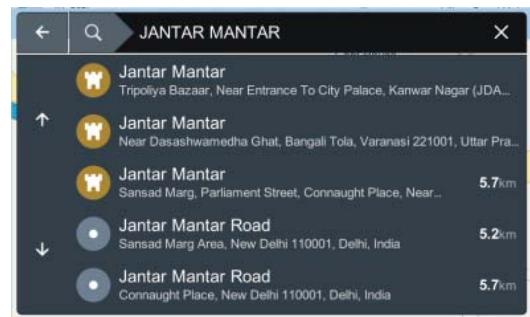 JANTAR MANTAR
Jantar Mantar
Tripoliya Bazaar, Near Entrance To City Palace, Kanwar Nagar (JDA...
Jantar Mantar
Near Dasashwamedha Ghat, Bangali Tola, Varanasi 221001, Uttar Pra...
Jantar Mantar
Sansad Marg, Parliament Street, Connaught Place, Near... 5.7km
Jantar Mantar Road
Sansad Marg Area, New Delhi 110001, Delhi, India 5.2km
Jantar Mantar Road
Connaught Place, New Delhi 110001, Delhi, India 5.7km